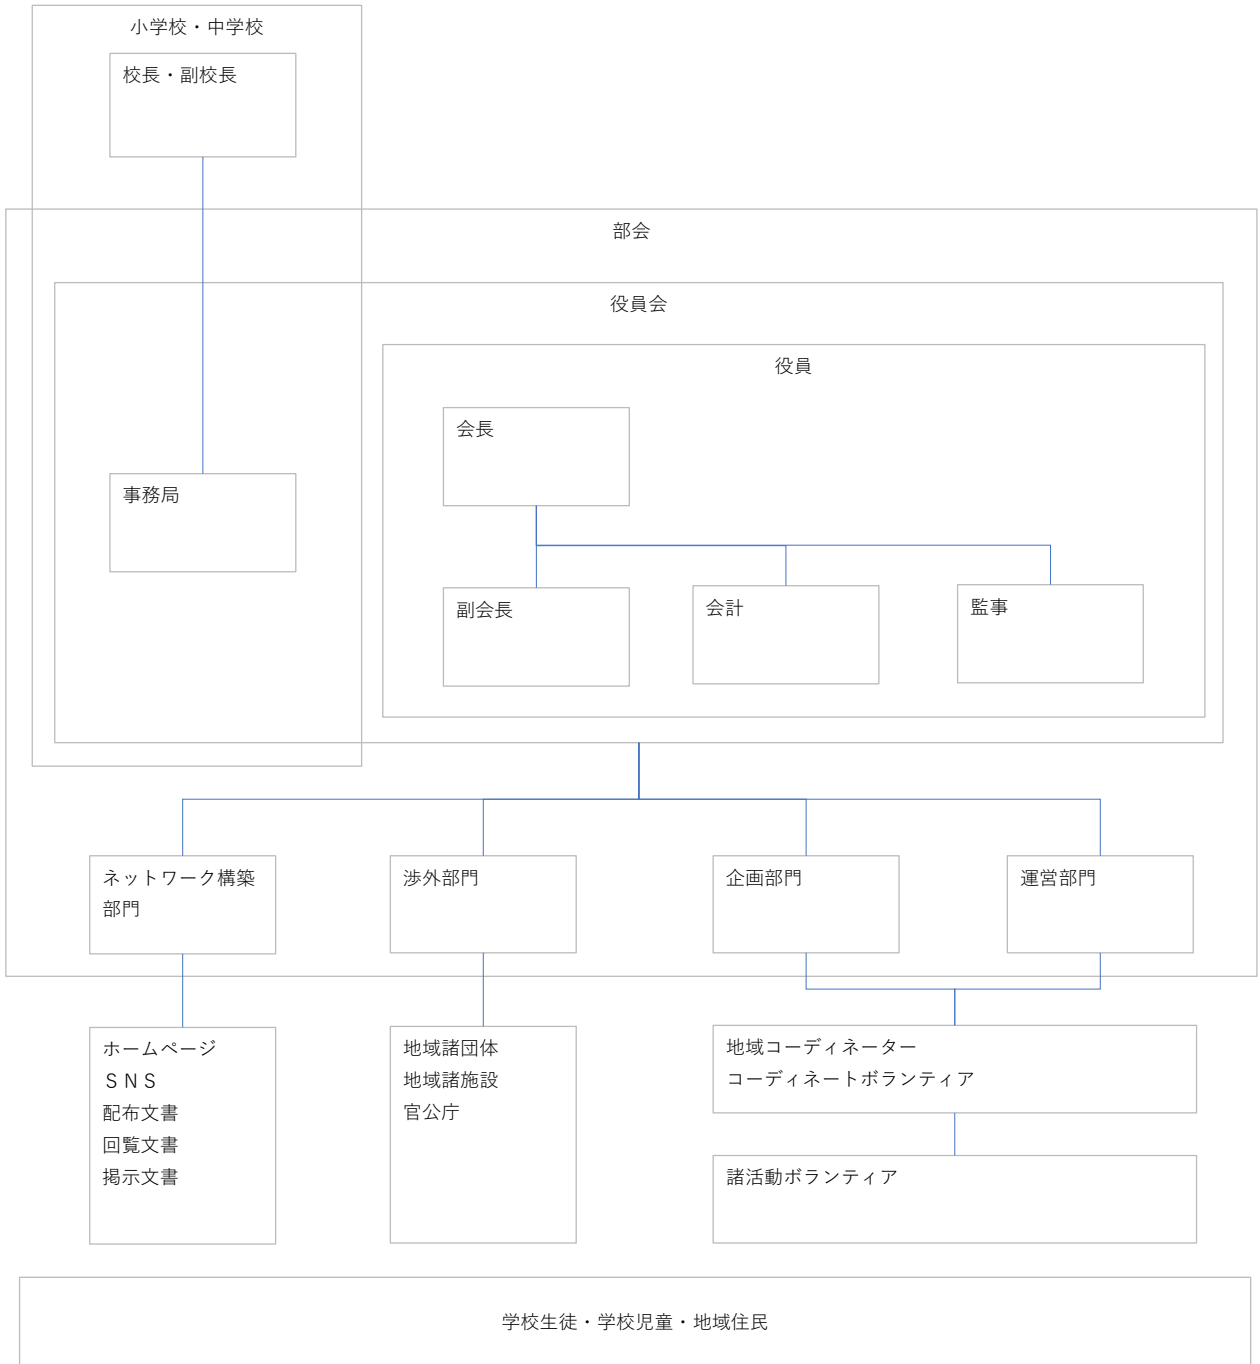 小学校・中学校
校長・副校長
部会
役員会
役員
会長
事務局
副会長
会計
監事
ネットワーク構築
部門
渉外部門
企画部門
運営部門
ホームページ
ＳＮＳ
配布文書
回覧文書
掲示文書
地域諸団体
地域諸施設
官公庁
地域コーディネーター
コーディネートボランティア
諸活動ボランティア
学校生徒・学校児童・地域住民